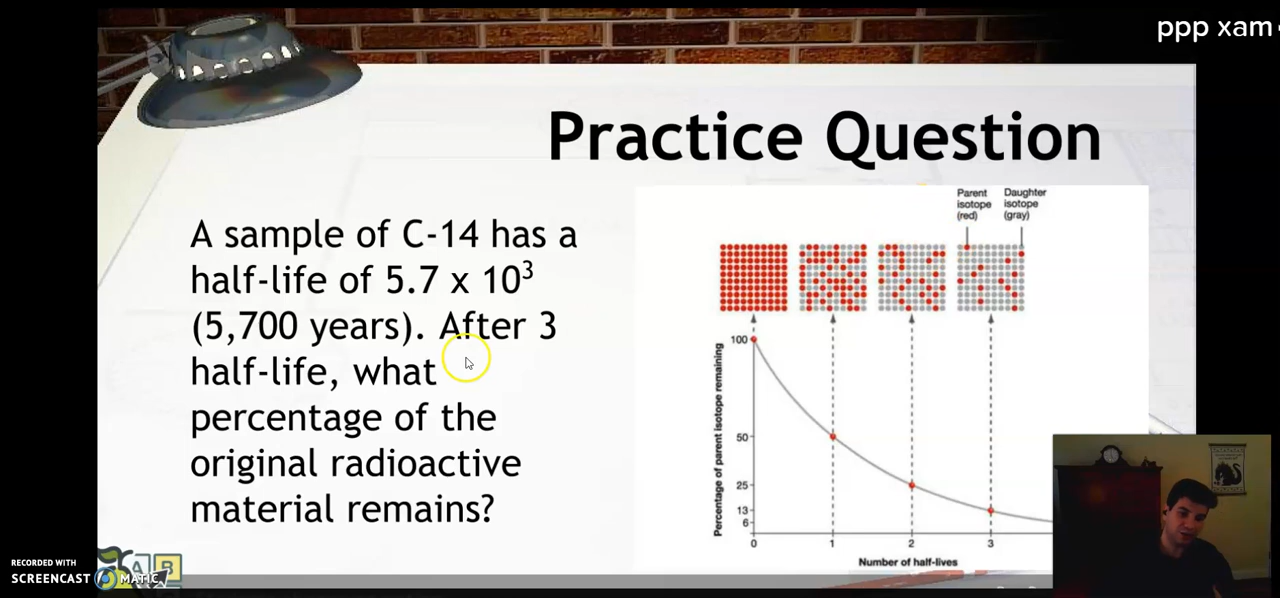 ppp xam
Practice Question
A sample of C-14 has a
half-life of 5.7 x 10³
(5,700 years). After 3
half-life, what
percentage of the
original radioactive
material remains?
Parent
isotope
(red)
Daughter
isotope
(gray)
Percentage of parent isotope remaining
100
50
25
13
6
0
1
2
3
Number of half-lives
RECORDED WITH
SCREENCAST
MATIC